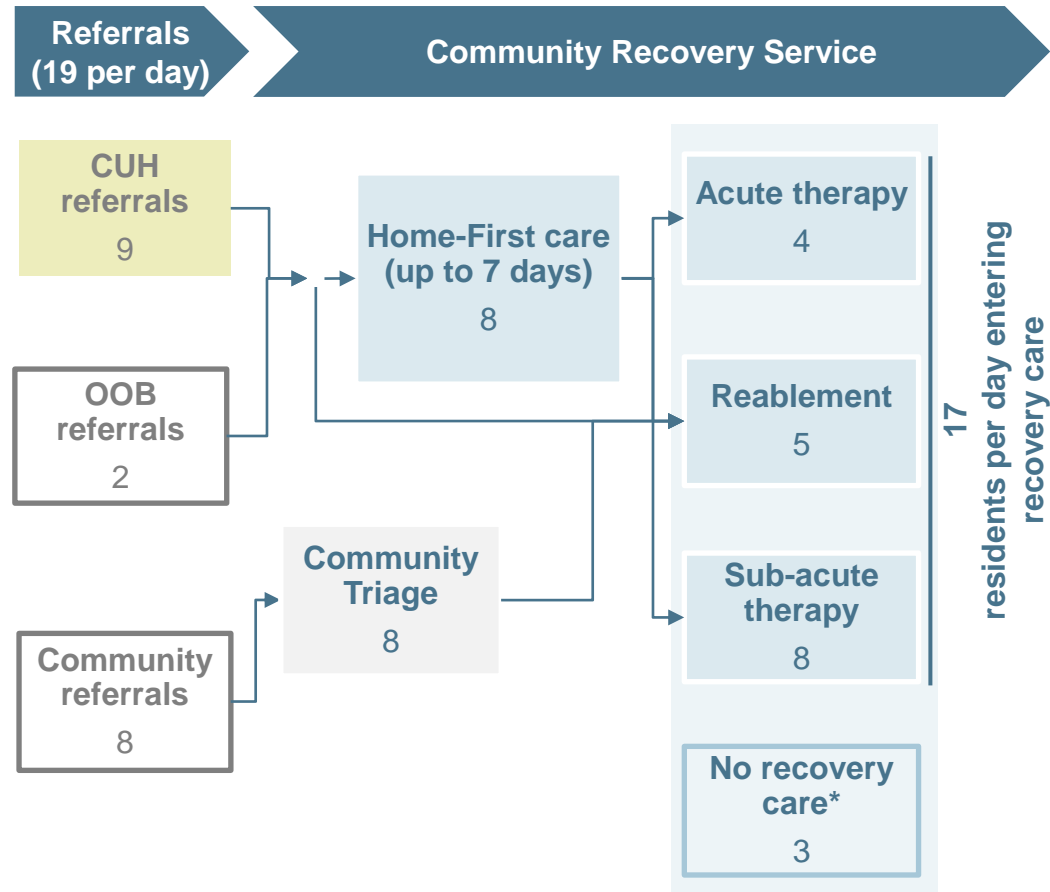 Referrals
(19 per day)
Community Recovery Service
CUH
referrals
9
OOB
referrals
2
Community
referrals
8
Home-First care
(up to 7 days)
8
Community
Triage
8
Acute therapy
4
Reablement
5
Sub-acute
therapy
8
No recovery
care*
3
17
residents per day entering
recovery care